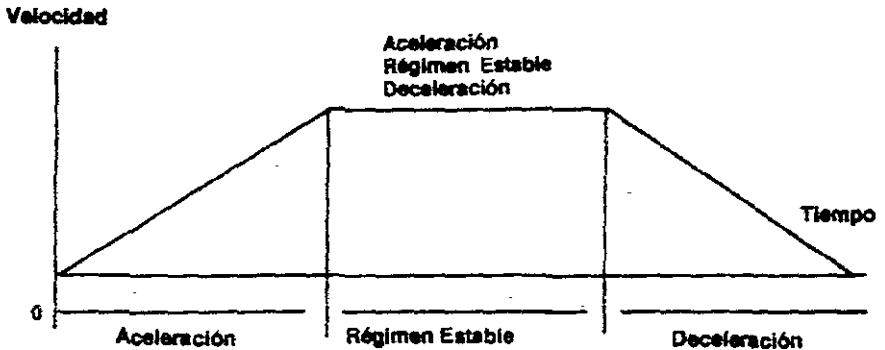 Velocidad
Aceleración
Régimen Estable
Deceleración
Tiempo
0
Aceleración
Régimen Estable
Deceleración